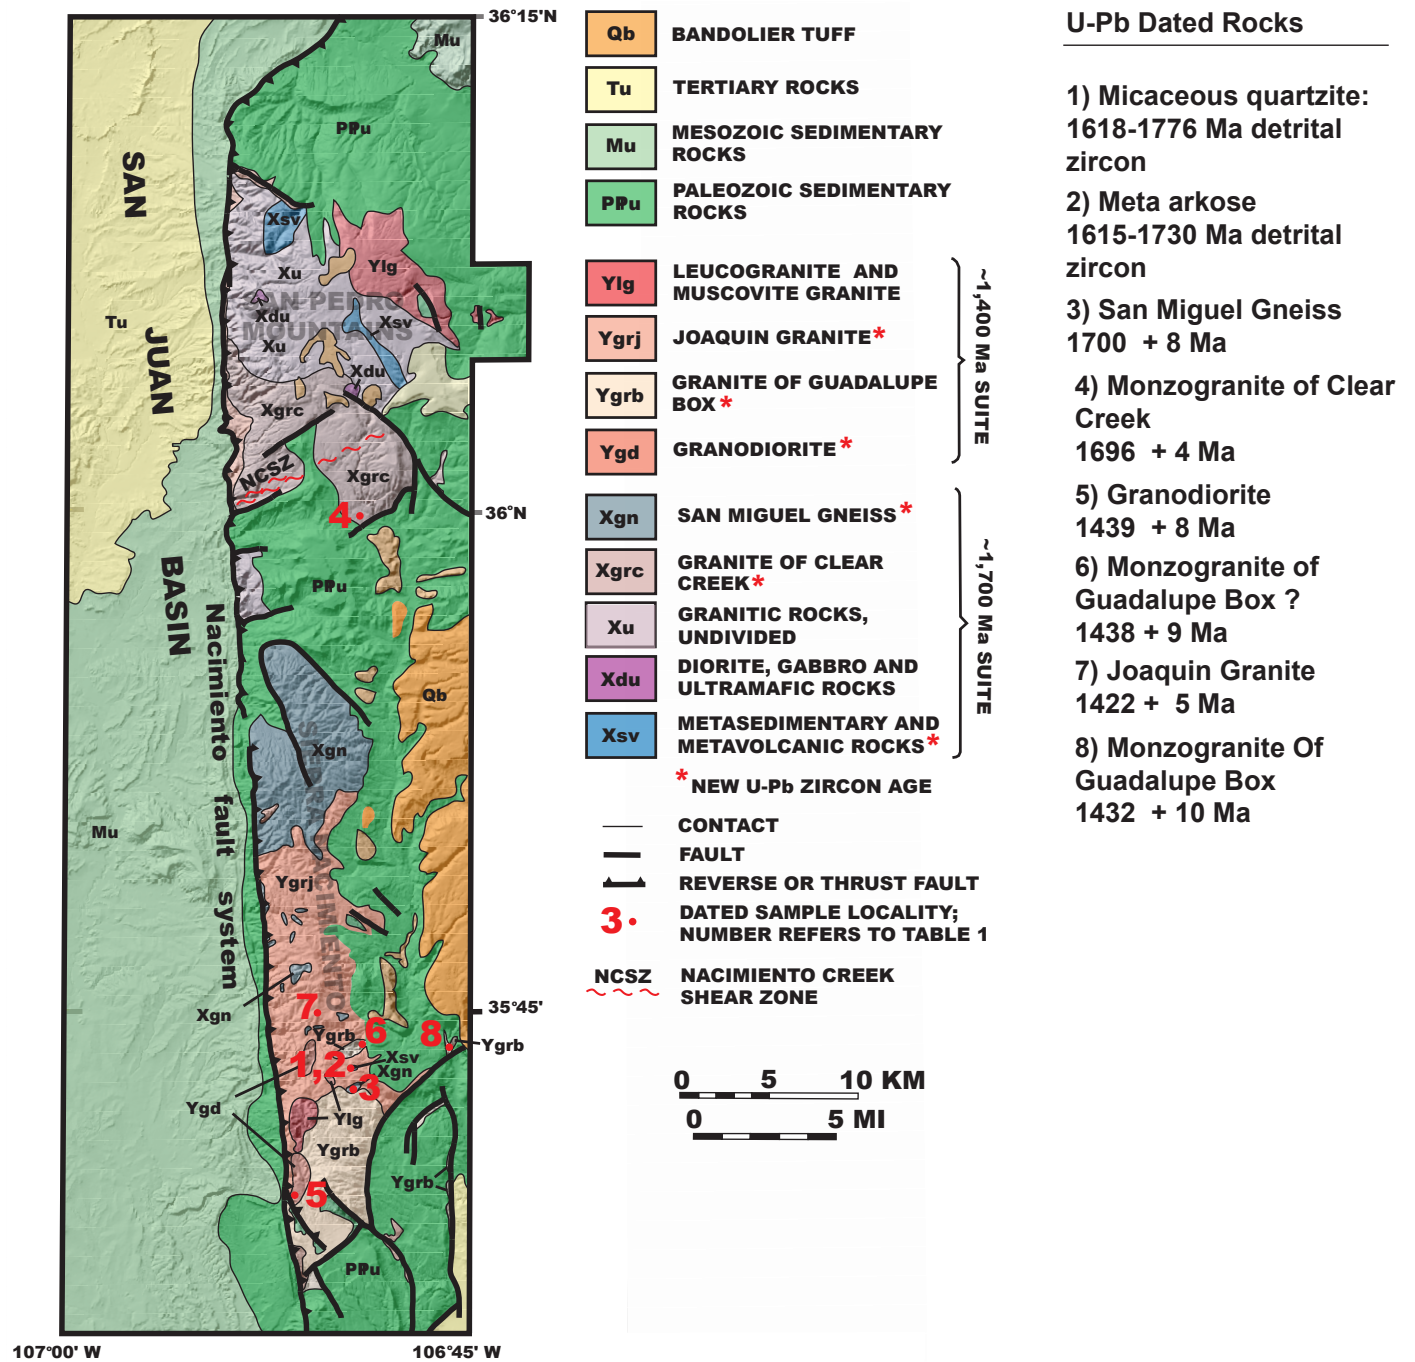 36°15'N
Mu
PPu
SAN
Xsv
Xu
Ylg
SAN PEDRO
MOUNTAINS
Xdu
Xsv
Tu
Xu
JUAN
Xdu
Xgrc
NCSZ
Xgrc
4
36°N
BASIN
PPu
Nacimiento fault system
Qb
Xgn
Mu
Ygrj
NACIMIENTO
Xgn
7
Ygrb
6
8
Ygrb
1,2
Xsv
Xgn
3
Ygd
Ylg
Ygrb
Ygrb
5
PPu
107°00' W
106°45' W
35°45'
Qb BANDOLIER TUFF
Tu TERTIARY ROCKS
Mu MESOZOIC SEDIMENTARY
ROCKS
PPu PALEOZOIC SEDIMENTARY
ROCKS
Ylg LEUCOGRANITE AND
MUSCOVITE GRANITE
Ygrj JOAQUIN GRANITE*
Ygrb GRANITE OF GUADALUPE
BOX*
Ygd GRANODIORITE*
~1,400 Ma SUITE
Xgn SAN MIGUEL GNEISS*
Xgrc GRANITE OF CLEAR
CREEK*
Xu GRANITIC ROCKS,
UNDIVIDED
Xdu DIORITE, GABBRO AND
ULTRAMAFIC ROCKS
Xsv METASEDIMENTARY AND
METAVOLCANIC ROCKS*
~1,700 Ma SUITE
*NEW U-Pb ZIRCON AGE
CONTACT
FAULT
REVERSE OR THRUST FAULT
3 DATED SAMPLE LOCALITY;
NUMBER REFERS TO TABLE 1
NCSZ NACIMIENTO CREEK
SHEAR ZONE
0 5 10 KM
0 5 MI
U-Pb Dated Rocks
1) Micaceous quartzite:
1618-1776 Ma detrital
zircon
2) Meta arkose
1615-1730 Ma detrital
zircon
3) San Miguel Gneiss
1700 + 8 Ma
4) Monzogranite of Clear
Creek
1696 + 4 Ma
5) Granodiorite
1439 + 8 Ma
6) Monzogranite of
Guadalupe Box ?
1438 + 9 Ma
7) Joaquin Granite
1422 + 5 Ma
8) Monzogranite Of
Guadalupe Box
1432 + 10 Ma